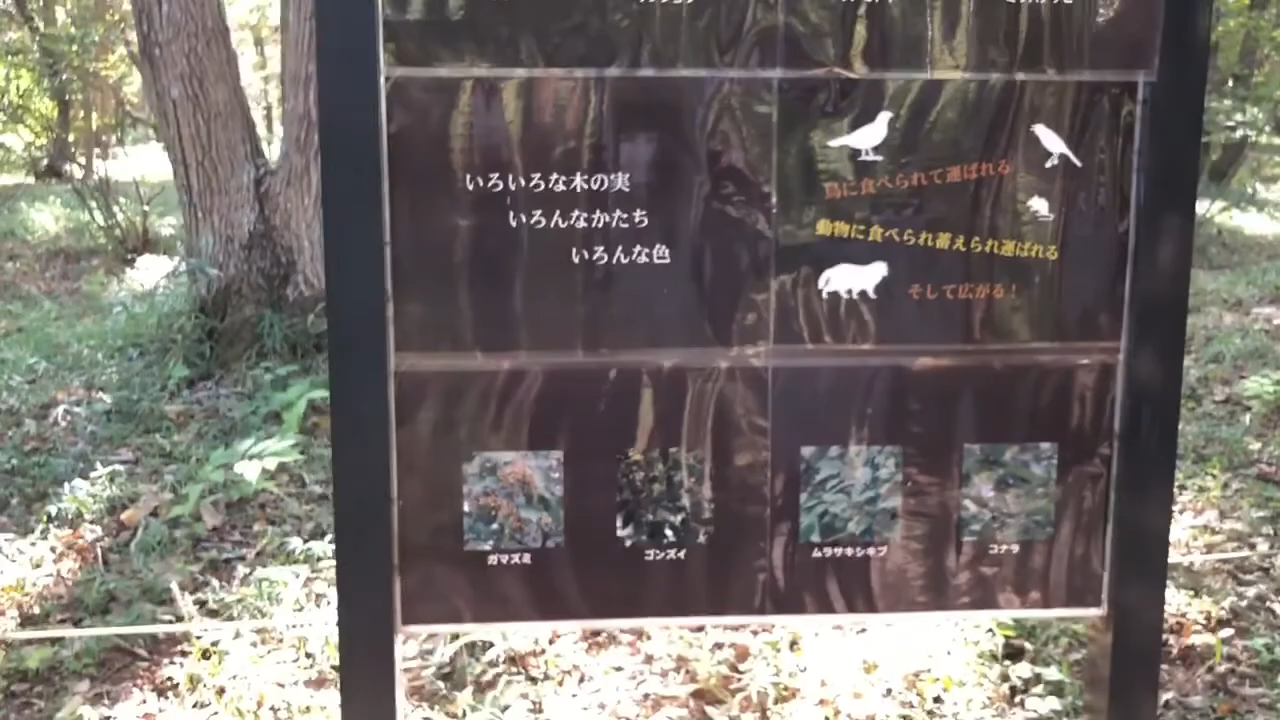 いろいろな木の実
いろんなかたち
いろんな色
鳥に食べられて運ばれる
動物に食べられ蓄えられ運ばれる
そして広がる！
ガマズミ
ゴンズイ
ムラサキシキブ
コナラ